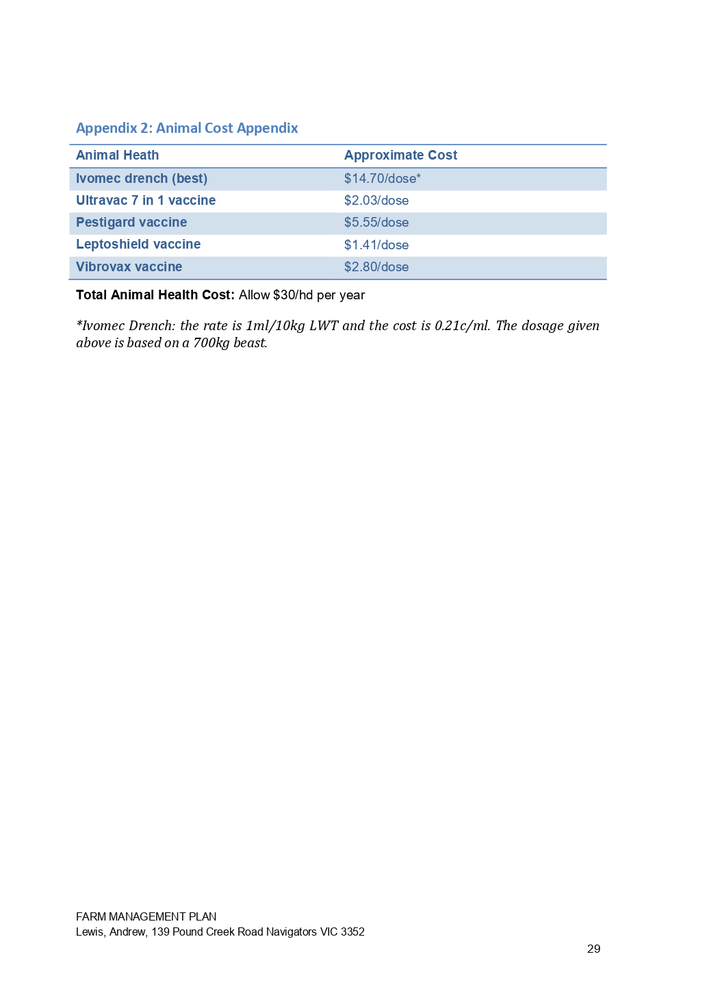 Appendix 2: Animal Cost Appendix
Animal Heath Approximate Cost
Ivomec drench (best) $14.70/dose*
Ultravac 7 in 1 vaccine $2.03/dose
Pestigard vaccine $5.55/dose
Leptoshield vaccine $1.41/dose
Vibrovax vaccine $2.80/dose
Total Animal Health Cost: Allow $30/hd per year
*Ivomec Drench: the rate is 1ml/10kg LWT and the cost is 0.21c/ml. The dosage given
above is based on a 700kg beast.
FARM MANAGEMENT PLAN
Lewis, Andrew, 139 Pound Creek Road Navigators VIC 3352
29